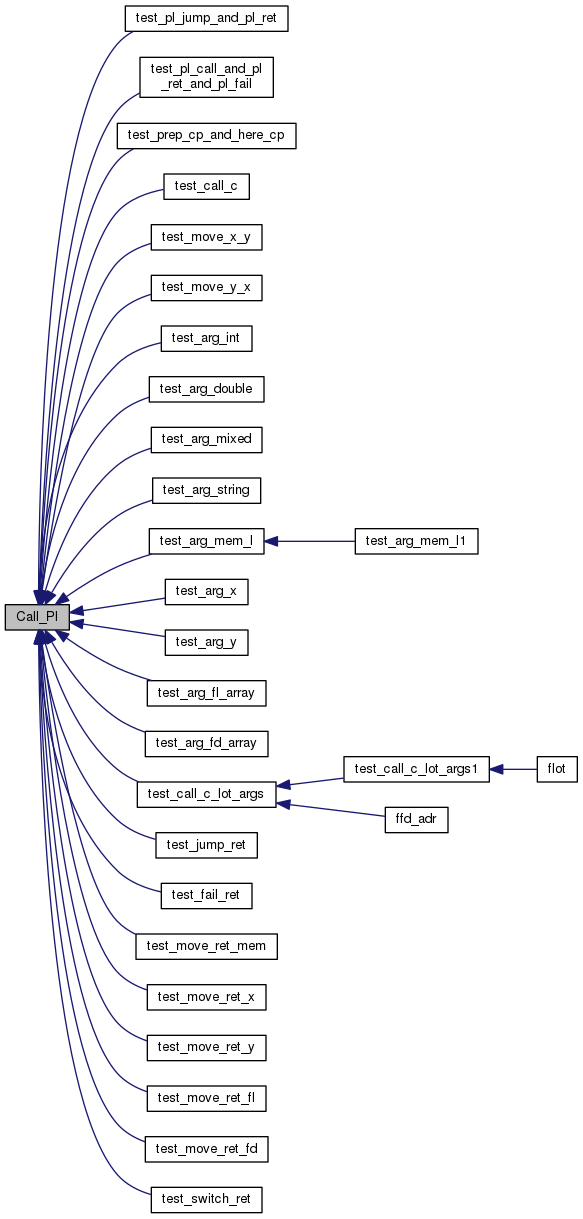 test_pl_jump_and_pl_ret
test_pl_call_and_pl
_ret_and_pl_fail
test_prep_cp_and_here_cp
test_call_c
test_move_x_y
test_move_y_x
test_arg_int
test_arg_double
test_arg_mixed
test_arg_string
test_arg_mem_l
test_arg_mem_l1
test_arg_x
Call_Pl
test_arg_y
test_arg_fl_array
test_arg_fd_array
test_call_c_lot_args
test_call_c_lot_args1
flot
ffd_adr
test_jump_ret
test_fail_ret
test_move_ret_mem
test_move_ret_x
test_move_ret_y
test_move_ret_fl
test_move_ret_fd
test_switch_ret